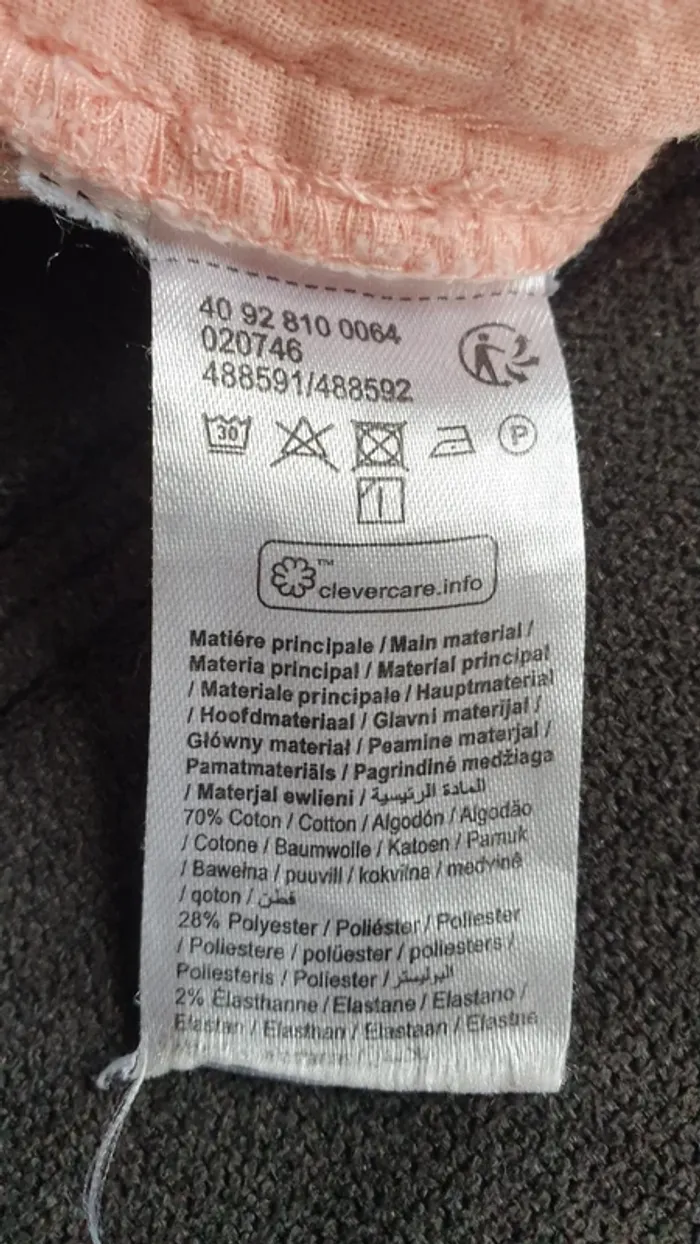 40 92 810 0064
020746
488591/488592
30
P
™
clevercare.info
Matiére principale / Main material /
Materia principal / Material principal
/ Materiale principale / Hauptmaterial
/ Hoofdmateriaal / Glavni materijal /
Główny materiał / Peamine materjal /
Pamatmateriāls / Pagrindinė medžiaga
/ Materjal ewlieni / المادة الرئيسية
70% Coton / Cotton / Algodón / Algodão
/ Cotone / Baumwolle / Katoen / Pamuk
/ Bawełna / puuvill / kokvilna / medvinė
/ qoton / قطن
28% Polyester / Poliéster / Poliester
/ Poliestere / polüester / poliesters /
Poliesteris / Poliester / البوليستر
2% Élasthanne / Elastane / Elastano /
Elastan / Elasthan / Elastaan / Elastne